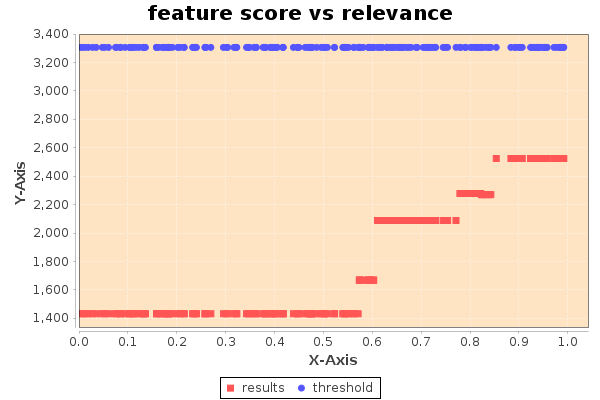 feature score vs relevance
3,400
3,200
3,000
2,800
2,600
2,400
2,200
2,000
1,800
1,600
1,400
Y-Axis
0.0 0.1 0.2 0.3 0.4 0.5 0.6 0.7 0.8 0.9 1.0
X-Axis
results threshold